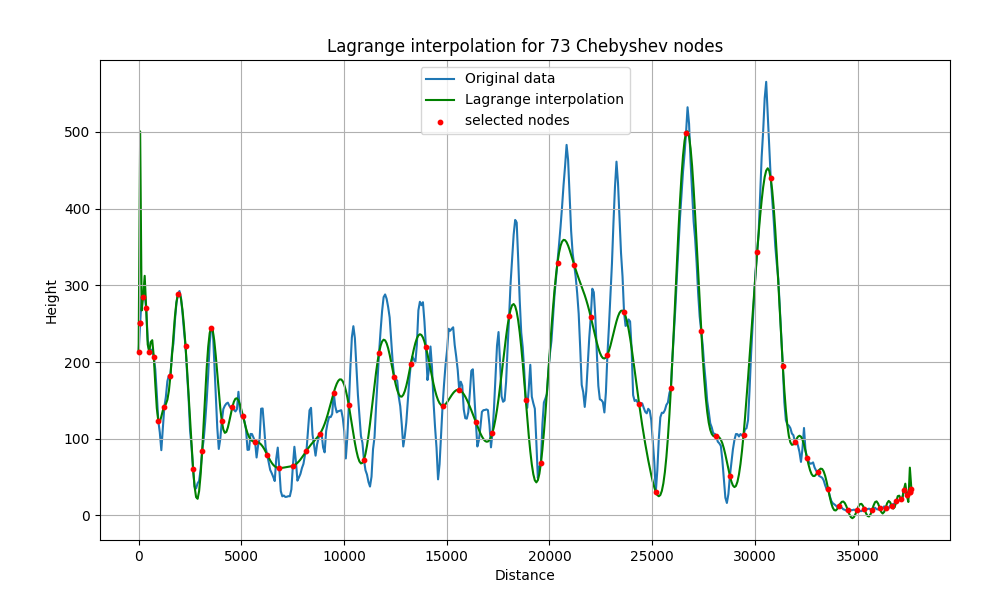 Lagrange interpolation for 73 Chebyshev nodes
Original data
Lagrange interpolation
selected nodes
Height
500
400
300
200
100
0
0 5000 10000 15000 20000 25000 30000 35000
Distance